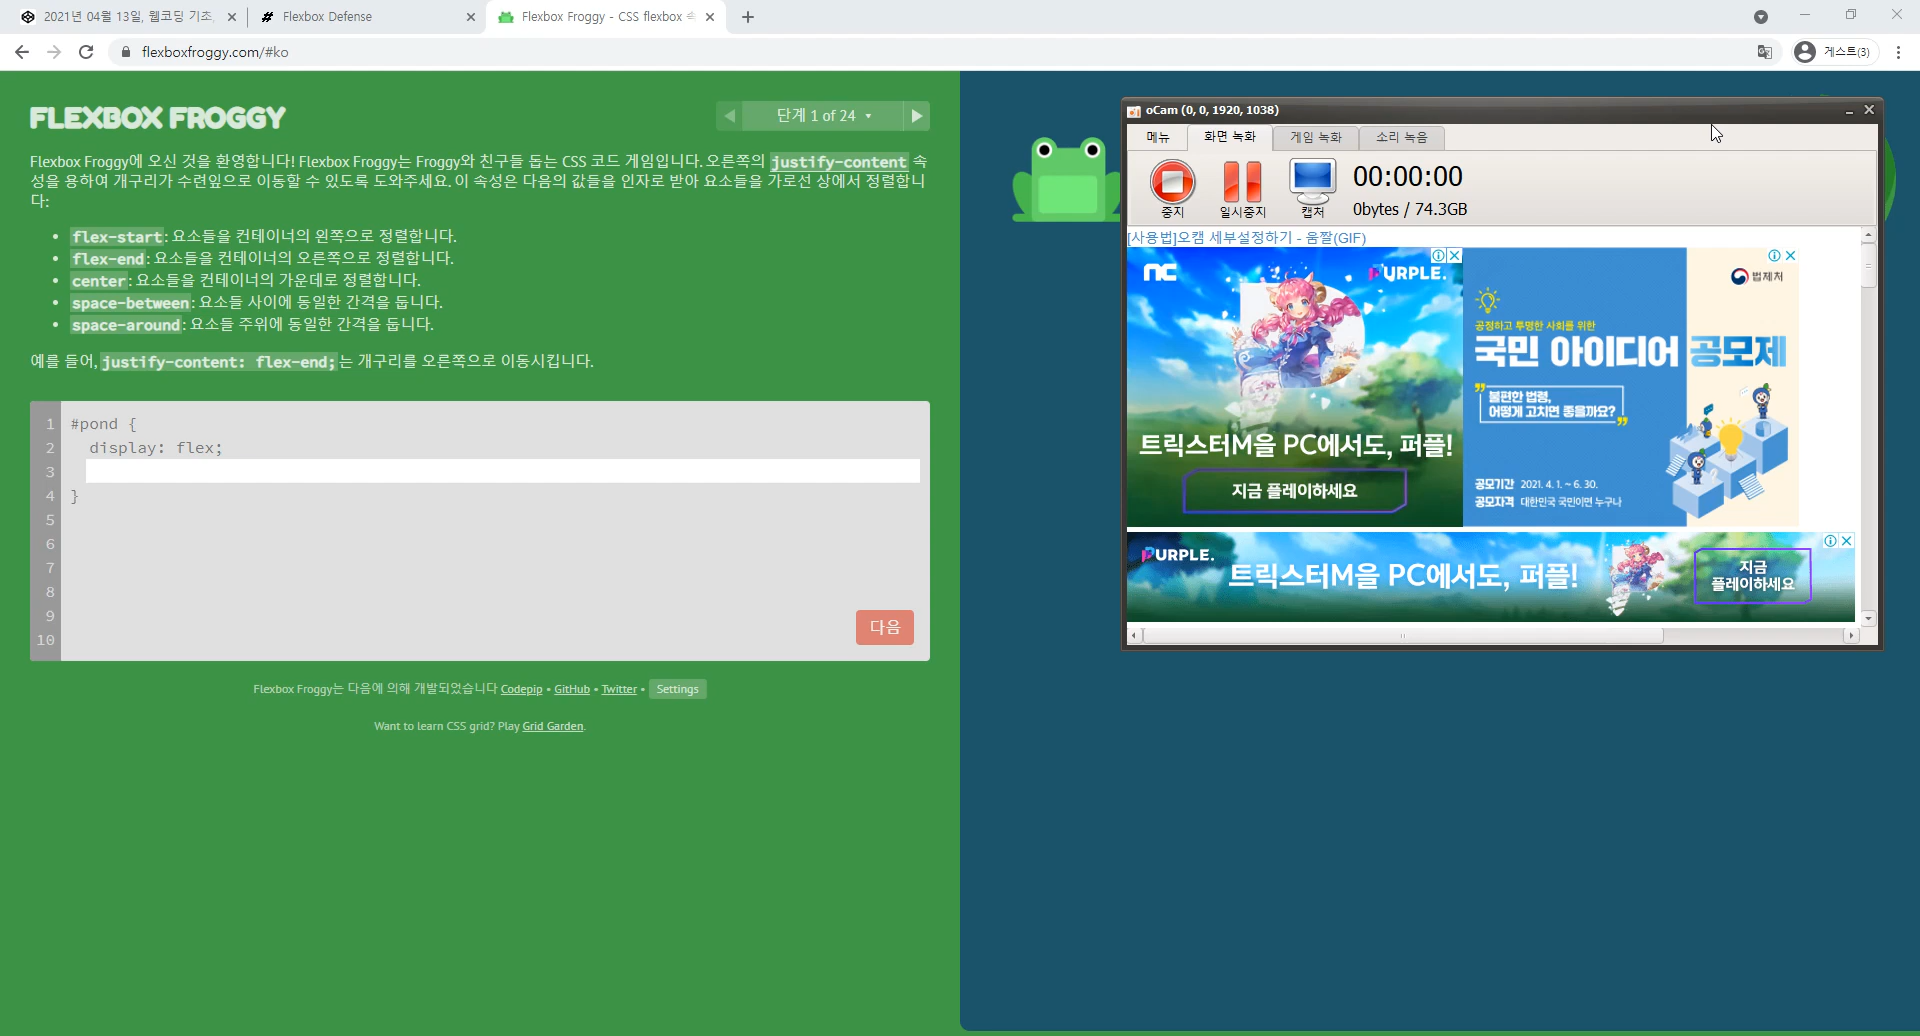 2021년 04월 13일, 웹코딩 기초
Flexbox Defense
Flexbox Froggy - CSS flexbox 속
flexboxfroggy.com/#ko
게스트(3)
FLEXBOX FROGGY
단계 1 of 24
Flexbox Froggy에 오신 것을 환영합니다! Flexbox Froggy는 Froggy와 친구들 돕는 CSS 코드 게임입니다. 오른쪽의 justify-content 속
성을 용하여 개구리가 수련잎으로 이동할 수 있도록 도와주세요. 이 속성은 다음의 값들을 인자로 받아 요소들을 가로선 상에서 정렬합니
다:
• flex-start: 요소들을 컨테이너의 왼쪽으로 정렬합니다.
• flex-end: 요소들을 컨테이너의 오른쪽으로 정렬합니다.
• center: 요소들을 컨테이너의 가운데로 정렬합니다.
• space-between: 요소들 사이에 동일한 간격을 둡니다.
• space-around: 요소들 주위에 동일한 간격을 둡니다.
예를 들어, justify-content: flex-end;는 개구리를 오른쪽으로 이동시킵니다.
1 #pond {
2 display: flex;
3
4 }
5
6
7
8
9
10
다음
Flexbox Froggy는 다음에 의해 개발되었습니다 Codepip • GitHub • Twitter • Settings
Want to learn CSS grid? Play Grid Garden.
oCam (0, 0, 1920, 1038)
메뉴 화면 녹화 게임 녹화 소리 녹음
중지 일시중지 캡처
00:00:00
0bytes / 74.3GB
[사용법]오캠 세부설정하기 - 움짤(GIF)
NC
PURPLE.
트릭스터M을 PC에서도, 퍼플!
지금 플레이하세요
법제처
공정하고 투명한 사회를 위한
국민 아이디어 공모제
"불편한 법령,
어떻게 고치면 좋을까요?"
공모기간 2021. 4. 1. ~ 6. 30.
공모자격 대한민국 국민이면 누구나
PURPLE.
트릭스터M을 PC에서도, 퍼플!
지금
플레이하세요